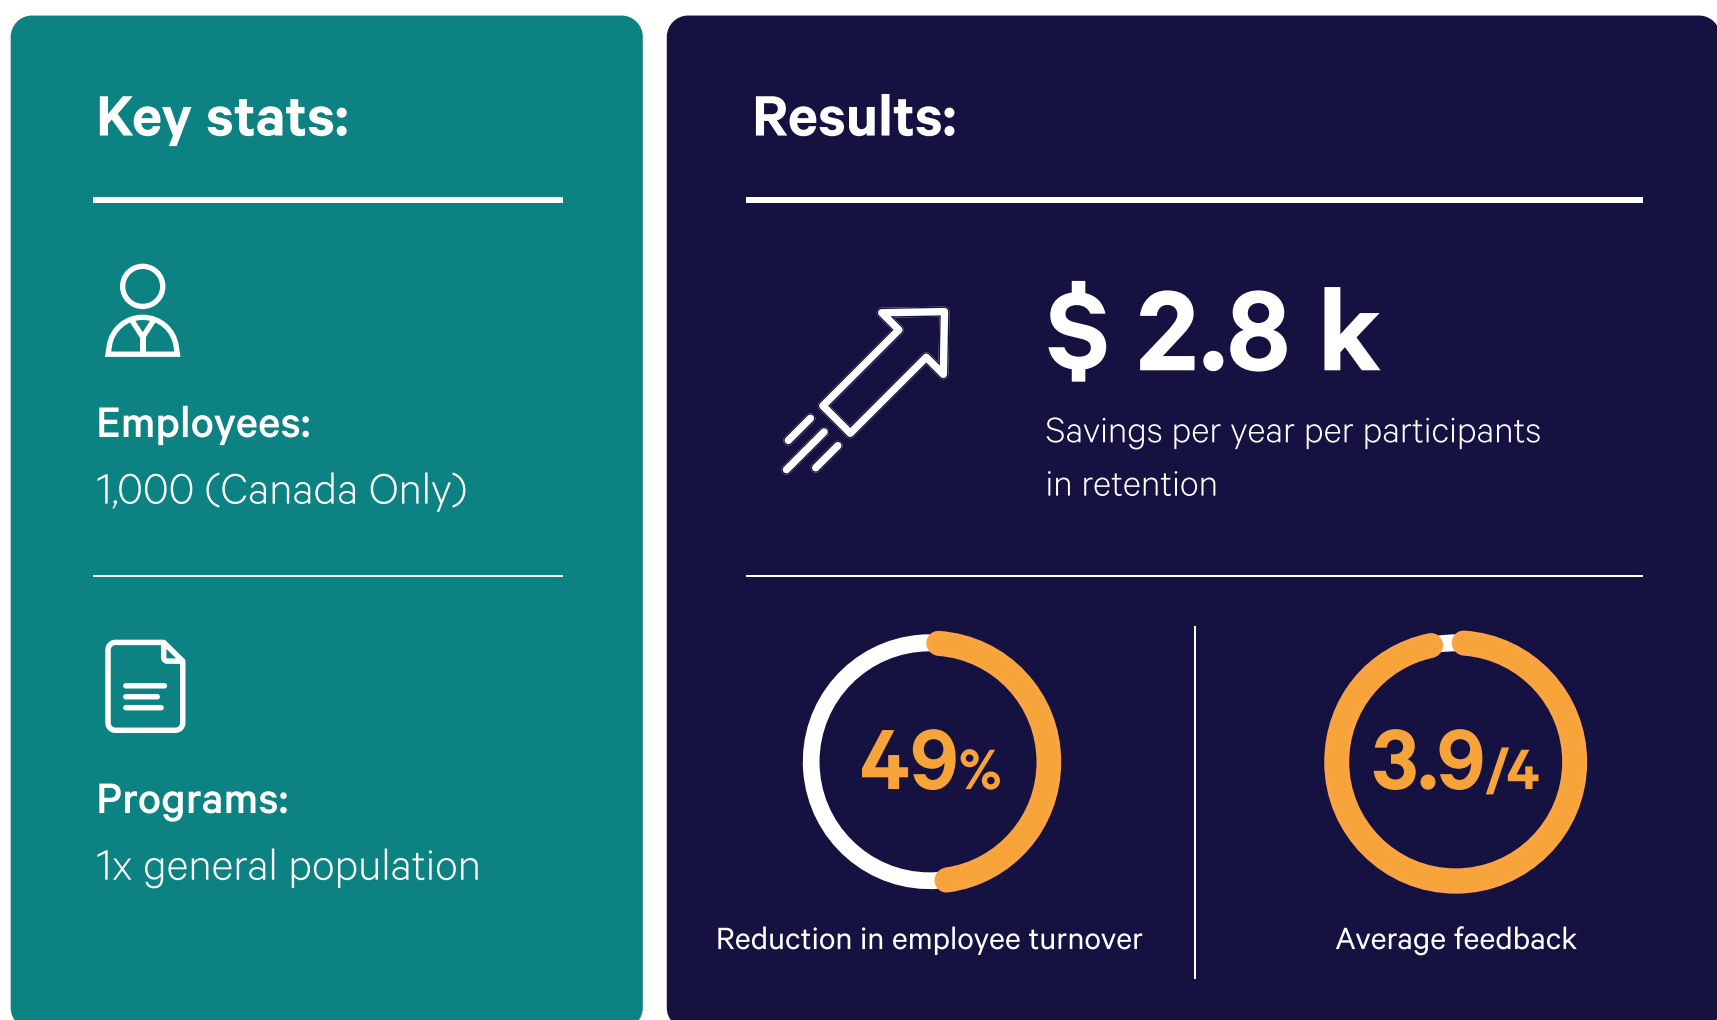 Key stats:
Employees:
1,000 (Canada Only)
Programs:
1x general population
Results:
$ 2.8 k
Savings per year per participants
in retention
49%
Reduction in employee turnover
3.9/4
Average feedback